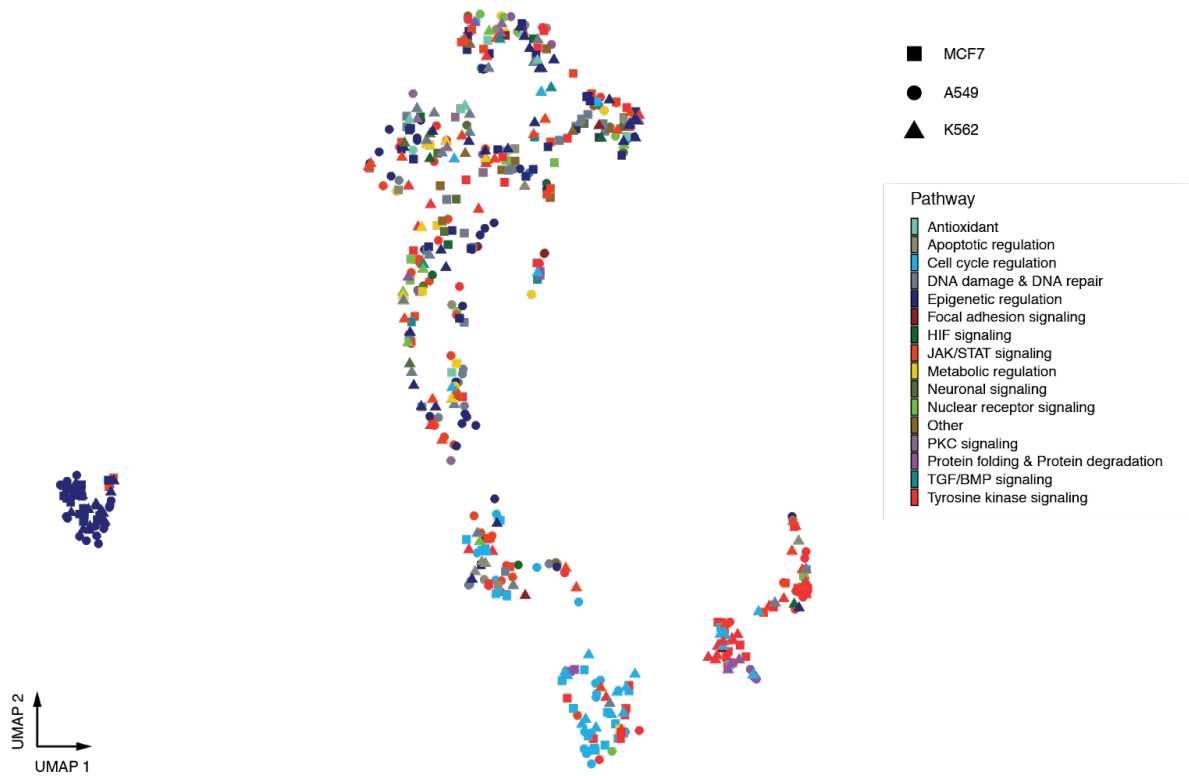 MCF7
A549
K562
Pathway
Antioxidant
Apoptotic regulation
Cell cycle regulation
DNA damage & DNA repair
Epigenetic regulation
Focal adhesion signaling
HIF signaling
JAK/STAT signaling
Metabolic regulation
Neuronal signaling
Nuclear receptor signaling
Other
PKC signaling
Protein folding & Protein degradation
TGF/BMP signaling
Tyrosine kinase signaling
UMAP 2
UMAP 1